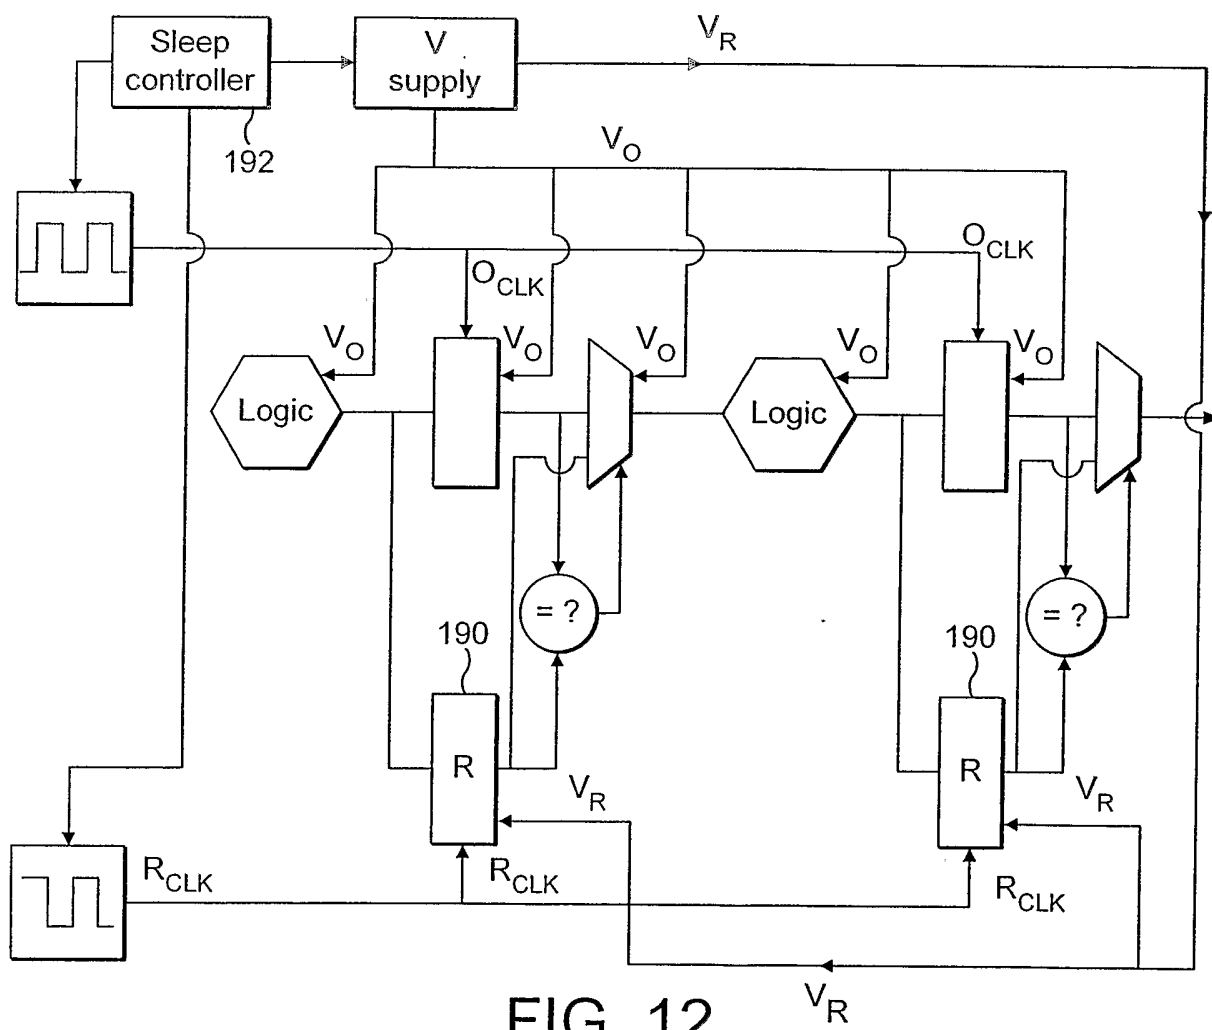 Sleep
controller
V
supply
V_R
192
V_O
O_CLK
O_CLK
V_O
V_O
V_O
V_O
V_O
Logic
Logic
= ?
= ?
190
190
R
R
V_R
V_R
R_CLK
R_CLK
R_CLK
V_R
FIG. 12